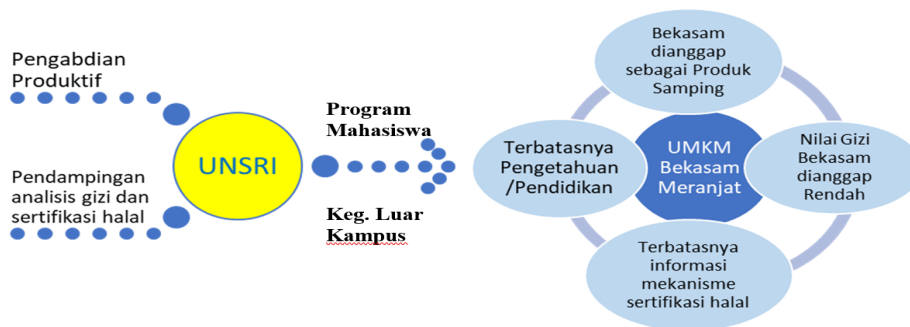 Pengabdian
Produktif
Pendampingan
analisis gizi dan
sertifikasi halal
UNSRI
Program
Mahasiswa
Keg. Luar
Kampus
Bekasam
dianggap
sebagai Produk
Samping
Terbatasnya
Pengetahuan
/Pendidikan
UMKM
Bekasam
Meranjat
Nilai Gizi
Bekasam
dianggap
Rendah
Terbatasnya
informasi
mekanisme
sertifikasi halal